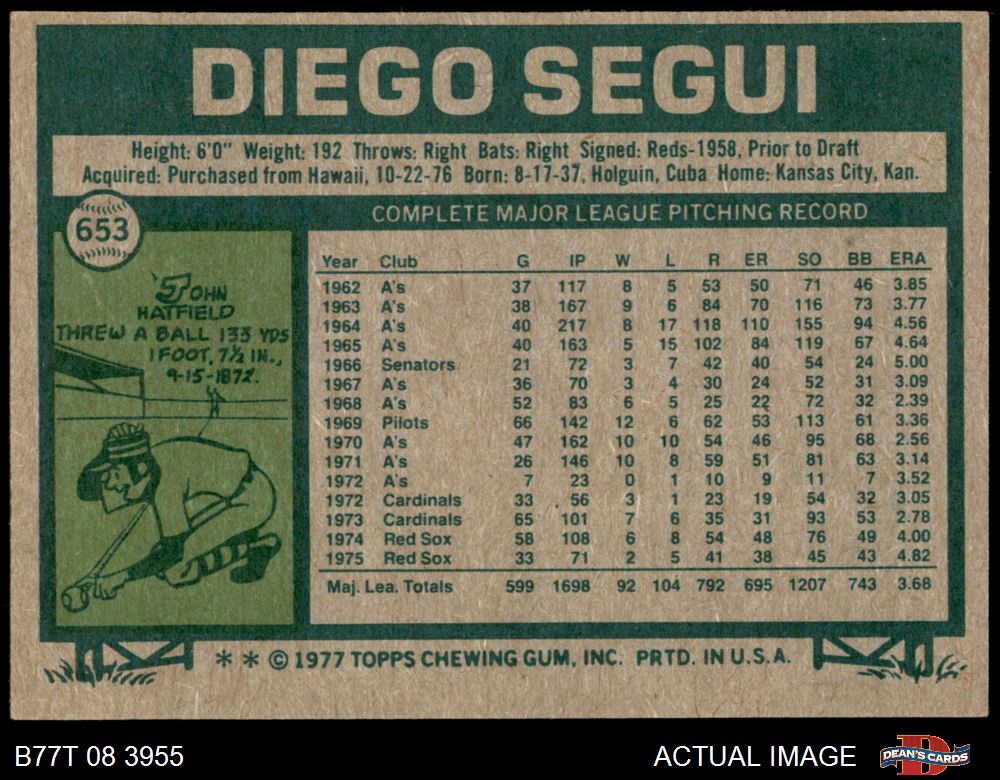 DIEGO SEGUI
Height: 6'0" Weight: 192 Throws: Right Bats: Right Signed: Reds-1958, Prior to Draft
Acquired: Purchased from Hawaii, 10-22-76 Born: 8-17-37, Holguin, Cuba Home: Kansas City, Kan.
653
JOHN
HATFIELD
THREW A BALL 133 YDS
1 FOOT, 7½ IN.,
9-15-1872.
COMPLETE MAJOR LEAGUE PITCHING RECORD
Year Club G IP W L R ER SO BB ERA
1962 A's 37 117 8 5 53 50 71 46 3.85
1963 A's 38 167 9 6 84 70 116 73 3.77
1964 A's 40 217 8 17 118 110 155 94 4.56
1965 A's 40 163 5 15 102 84 119 67 4.64
1966 Senators 21 72 3 7 42 40 54 24 5.00
1967 A's 36 70 3 4 30 24 52 31 3.09
1968 A's 52 83 6 5 25 22 72 32 2.39
1969 Pilots 66 142 12 6 62 53 113 61 3.36
1970 A's 47 162 10 10 54 46 95 68 2.56
1971 A's 26 146 10 8 59 51 81 63 3.14
1972 A's 7 23 0 1 10 9 11 7 3.52
1972 Cardinals 33 56 3 1 23 19 54 32 3.05
1973 Cardinals 65 101 7 6 35 31 93 53 2.78
1974 Red Sox 58 108 6 8 54 48 76 49 4.00
1975 Red Sox 33 71 2 5 41 38 45 43 4.82
Maj. Lea. Totals 599 1698 92 104 792 695 1207 743 3.68
* * © 1977 TOPPS CHEWING GUM, INC. PRTD. IN U.S.A.
B77T 08 3955 ACTUAL IMAGE
D
DEAN'S CARDS